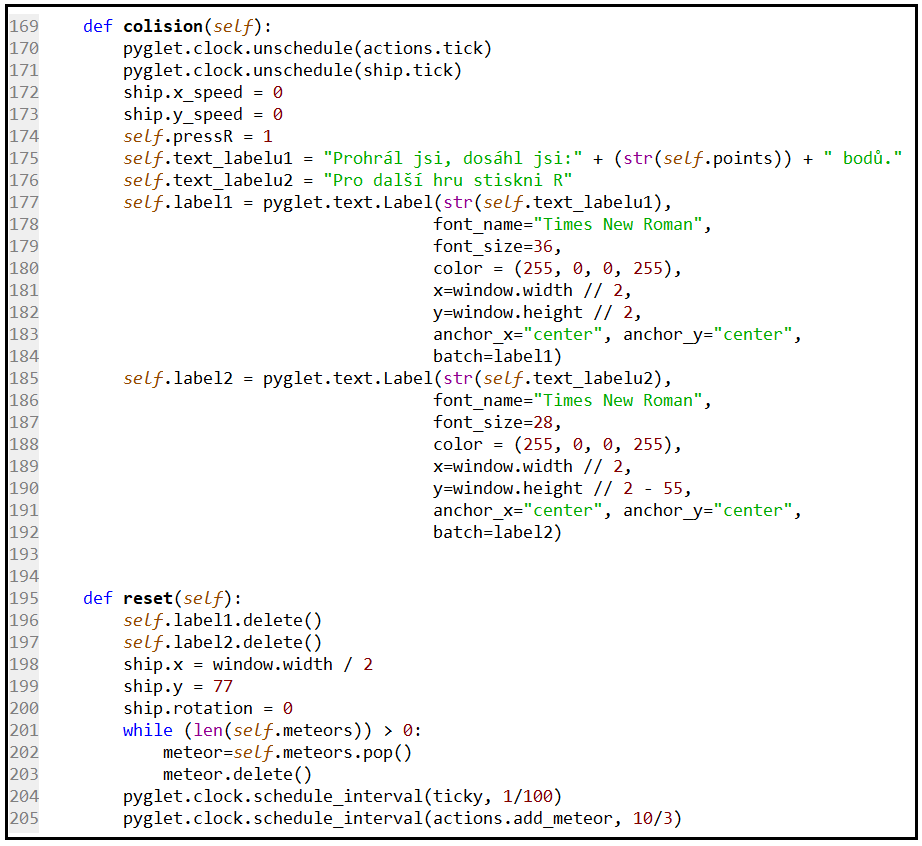 169     def colision(self):
170         pyglet.clock.unschedule(actions.tick)
171         pyglet.clock.unschedule(ship.tick)
172         ship.x_speed = 0
173         ship.y_speed = 0
174         self.pressR = 1
175         self.text_labelu1 = "Prohrál jsi, dosáhl jsi:" + (str(self.points)) + " bodů."
176         self.text_labelu2 = "Pro další hru stiskni R"
177         self.label1 = pyglet.text.Label(str(self.text_labelu1),
178                                        font_name="Times New Roman",
179                                        font_size=36,
180                                        color = (255, 0, 0, 255),
181                                        x=window.width // 2,
182                                        y=window.height // 2,
183                                        anchor_x="center", anchor_y="center",
184                                        batch=label1)
185         self.label2 = pyglet.text.Label(str(self.text_labelu2),
186                                        font_name="Times New Roman",
187                                        font_size=28,
188                                        color = (255, 0, 0, 255),
189                                        x=window.width // 2,
190                                        y=window.height // 2 - 55,
191                                        anchor_x="center", anchor_y="center",
192                                        batch=label2)
193
194
195     def reset(self):
196         self.label1.delete()
197         self.label2.delete()
198         ship.x = window.width / 2
199         ship.y = 77
200         ship.rotation = 0
201         while (len(self.meteors)) > 0:
202             meteor=self.meteors.pop()
203             meteor.delete()
204         pyglet.clock.schedule_interval(ticky, 1/100)
205         pyglet.clock.schedule_interval(actions.add_meteor, 10/3)